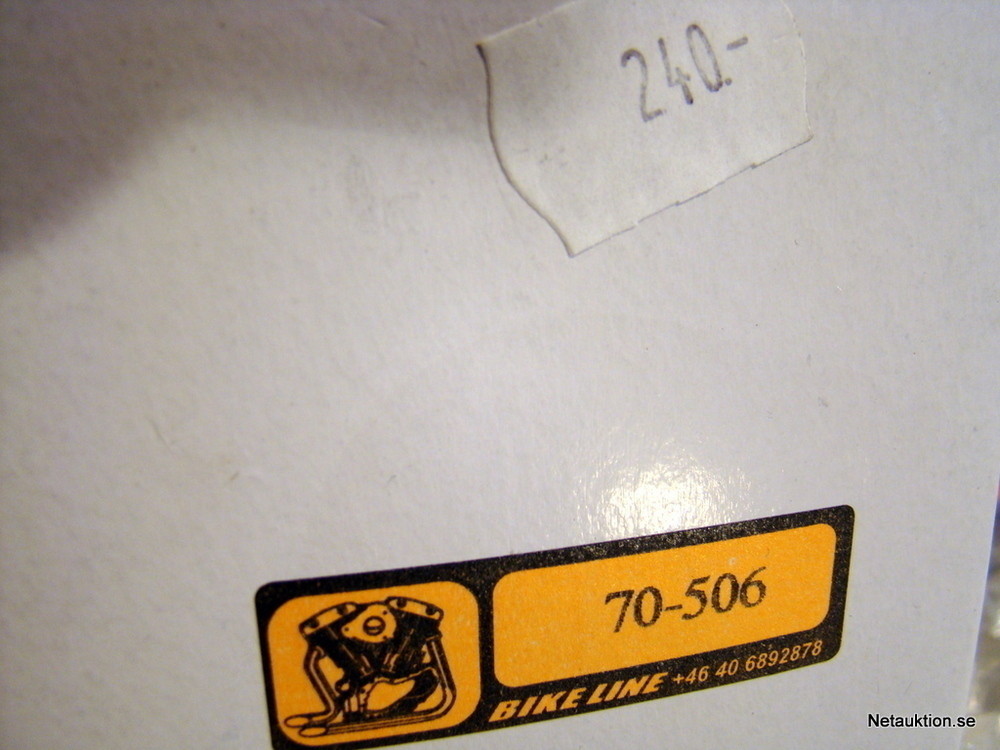 240.-
70-506
BIKE LINE +46 40 6892878
Netauktion.se